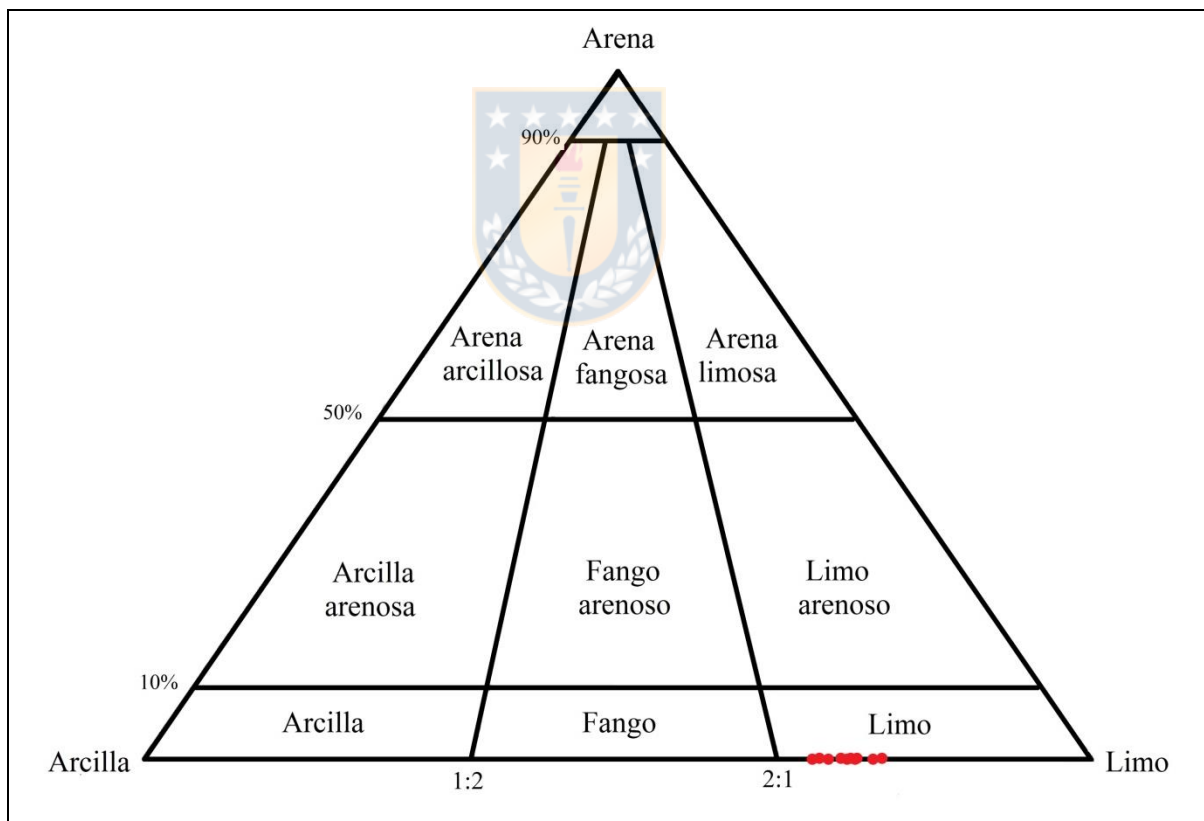 Arena
90%
Arena
arcillosa
Arena
fangosa
Arena
limosa
50%
Arcilla
arenosa
Fango
arenoso
Limo
arenoso
10%
Arcilla
Fango
Limo
Arcilla
Limo
1:2
2:1